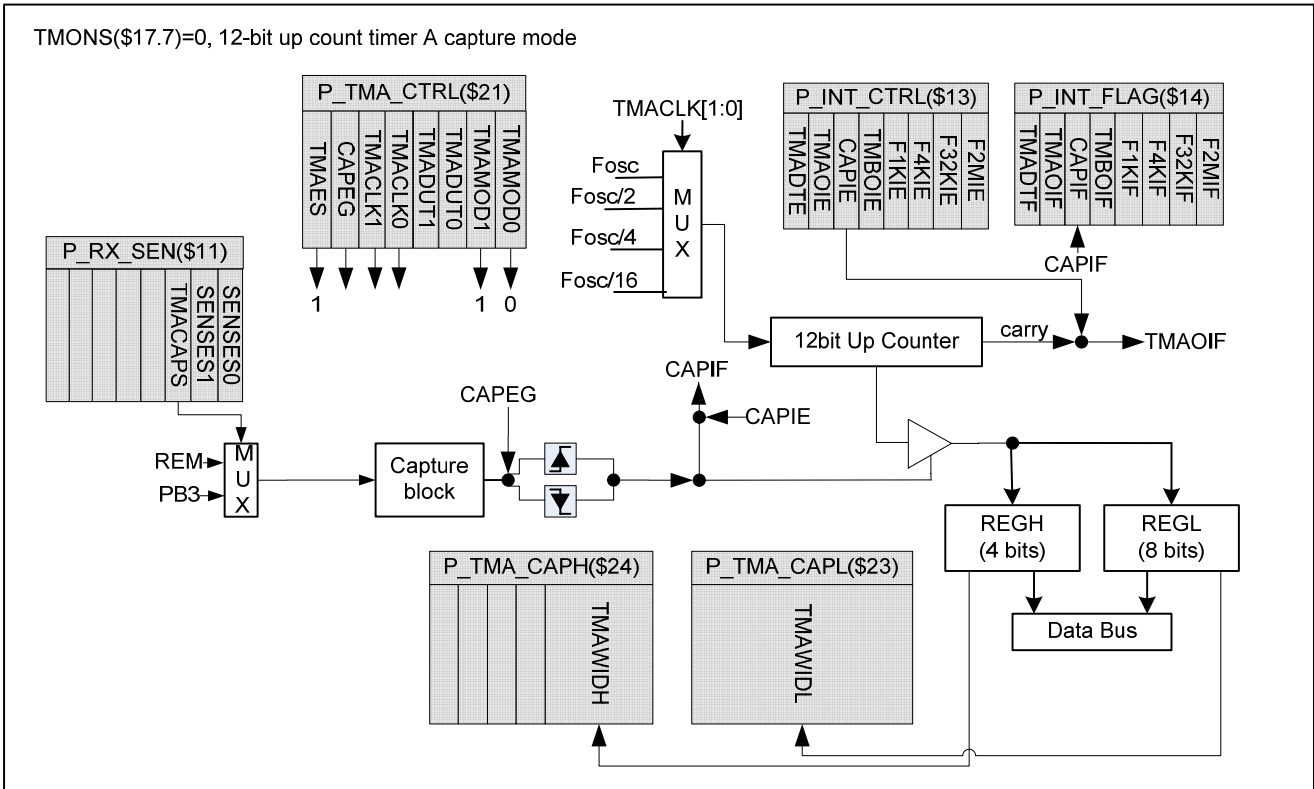 TMONS($17.7)=0, 12-bit up count timer A capture mode
P_TMA_CTRL($21)
TMAES
CAPEG
TMACLK1
TMACLK0
TMADUT1
TMADUT0
TMAMOD1
TMAMOD0
1
1
0
TMACLK[1:0]
Fosc
Fosc/2
Fosc/4
Fosc/16
MUX
P_INT_CTRL($13)
TMADTE
TMAOIE
CAPIE
TMBOIE
F1KIE
F4KIE
F32KIE
F2MIE
P_INT_FLAG($14)
TMADTF
TMAOIF
CAPIF
TMBOIF
F1KIF
F4KIF
F32KIF
F2MIF
CAPIF
P_RX_SEN($11)
TMACAPS
SENSES1
SENSES0
12bit Up Counter
carry
TMAOIF
REM
PB3
MUX
Capture
block
CAPEG
CAPIF
CAPIE
REGH
(4 bits)
REGL
(8 bits)
Data Bus
P_TMA_CAPH($24)
TMAWIDH
P_TMA_CAPL($23)
TMAWIDL